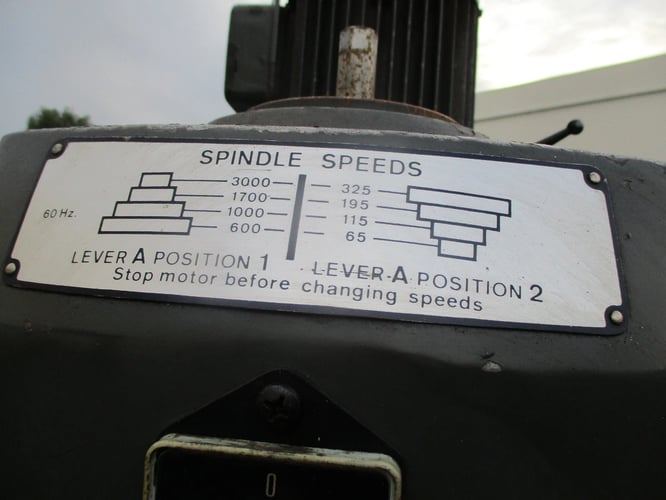 SPINDLE SPEEDS
60 Hz.
3000
1700
1000
600
325
195
115
65
LEVER A POSITION 1
LEVER A POSITION 2
Stop motor before changing speeds
0